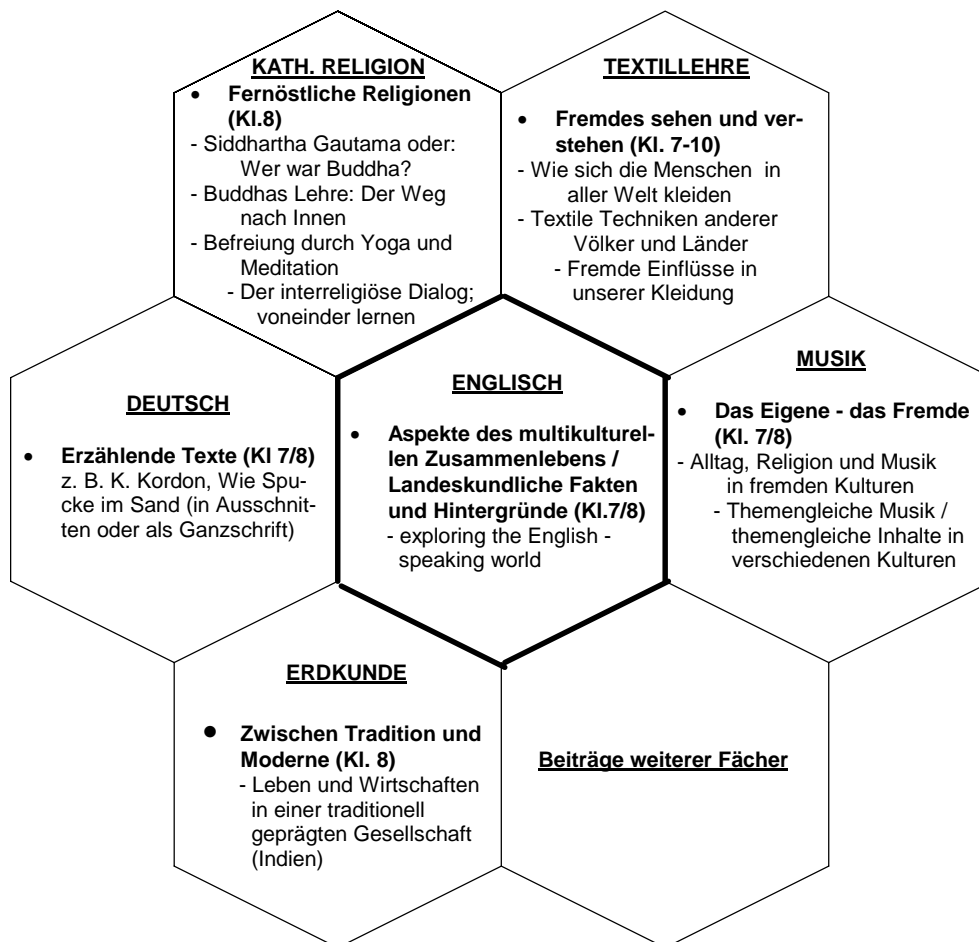 KATH. RELIGION
• Fernöstliche Religionen
(Kl.8)
- Siddhartha Gautama oder:
Wer war Buddha?
- Buddhas Lehre: Der Weg
nach Innen
- Befreiung durch Yoga und
Meditation
- Der interreligiöse Dialog;
voneinder lernen
TEXTILLEHRE
• Fremdes sehen und ver-
stehen (Kl. 7-10)
- Wie sich die Menschen in
aller Welt kleiden
- Textile Techniken anderer
Völker und Länder
- Fremde Einflüsse in
unserer Kleidung
DEUTSCH
• Erzählende Texte (Kl 7/8)
z. B. K. Kordon, Wie Spu-
cke im Sand (in Ausschnit-
ten oder als Ganzschrift)
ENGLISCH
• Aspekte des multikulturel-
len Zusammenlebens /
Landeskundliche Fakten
und Hintergründe (Kl.7/8)
- exploring the English -
speaking world
MUSIK
• Das Eigene - das Fremde
(Kl. 7/8)
- Alltag, Religion und Musik
in fremden Kulturen
- Themengleiche Musik /
themengleiche Inhalte in
verschiedenen Kulturen
ERDKUNDE
• Zwischen Tradition und
Moderne (Kl. 8)
- Leben und Wirtschaften
in einer traditionell
geprägten Gesellschaft
(Indien)
Beiträge weiterer Fächer